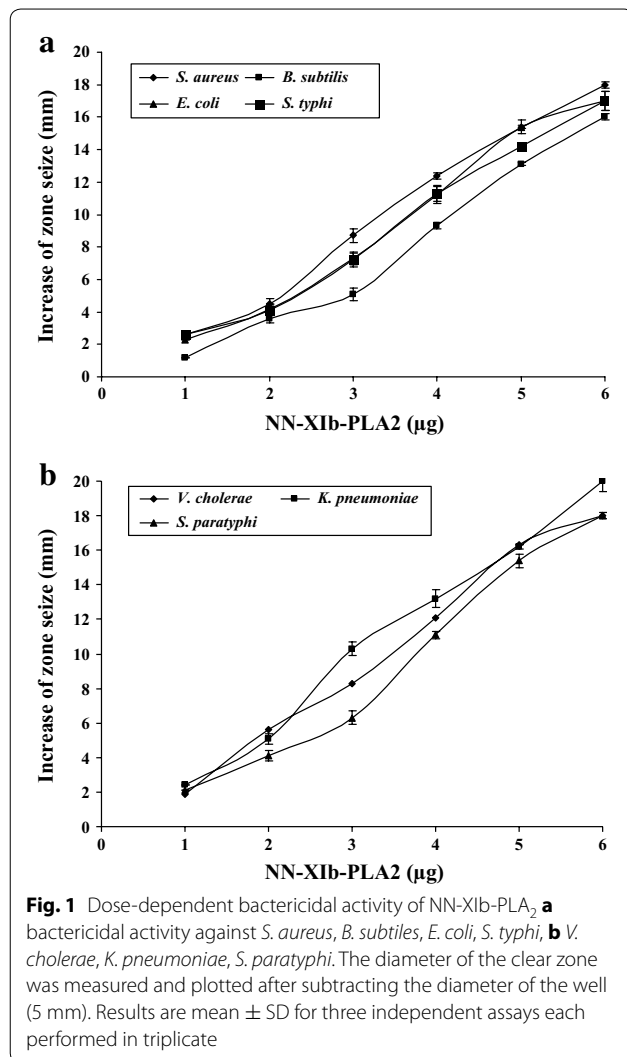 a
20
18
16
14
12
10
8
6
4
2
0
Increase of zone seize (mm)
S. aureus B. subtilis
E. coli S. typhi
0 1 2 3 4 5 6
NN-XIb-PLA2 (µg)
b
20
18
16
14
12
10
8
6
4
2
0
Increase of zone seize (mm)
V. cholerae K. pneumoniae
S. paratyphi
0 1 2 3 4 5 6
NN-XIb-PLA2 (µg)
Fig. 1 Dose-dependent bactericidal activity of NN-XIb-PLA₂ a
bactericidal activity against S. aureus, B. subtiles, E. coli, S. typhi, b V.
cholerae, K. pneumoniae, S. paratyphi. The diameter of the clear zone
was measured and plotted after subtracting the diameter of the well
(5 mm). Results are mean ± SD for three independent assays each
performed in triplicate